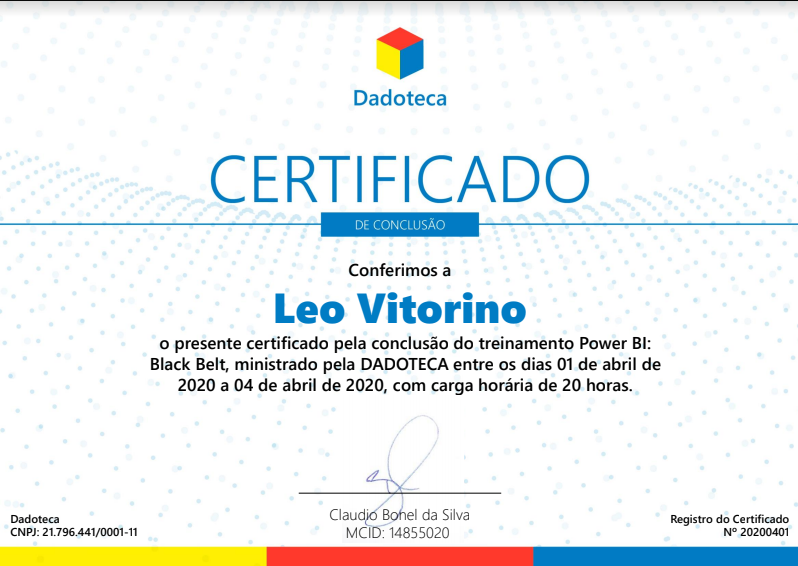 Dadoteca
CERTIFICADO
DE CONCLUSÃO
Conferimos a
Leo Vitorino
o presente certificado pela conclusão do treinamento Power BI:
Black Belt, ministrado pela DADOTECA entre os dias 01 de abril de
2020 a 04 de abril de 2020, com carga horária de 20 horas.
Claudio Bonel da Silva
MCID: 14855020
Dadoteca
CNPJ: 21.796.441/0001-11
Registro do Certificado
Nº 20200401